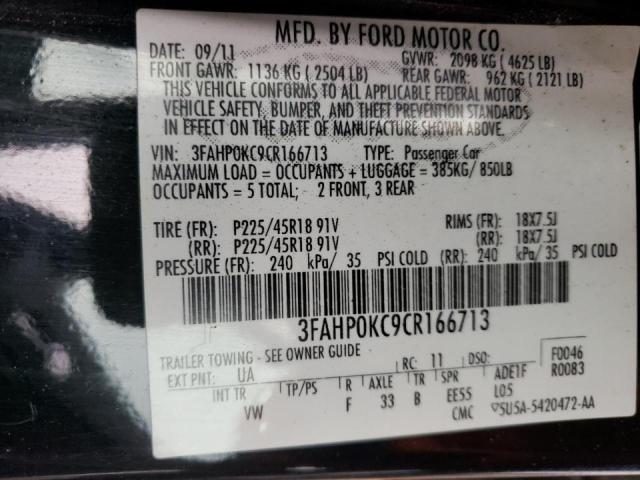 MFD. BY FORD MOTOR CO.
DATE: 09/11 GVWR: 2098 KG ( 4625 LB)
FRONT GAWR: 1136 KG ( 2504 LB) REAR GAWR: 962 KG ( 2121 LB)
THIS VEHICLE CONFORMS TO ALL APPLICABLE FEDERAL MOTOR
VEHICLE SAFETY, BUMPER, AND THEFT PREVENTION STANDARDS
IN EFFECT ON THE DATE OF MANUFACTURE SHOWN ABOVE.
VIN: 3FAHP0KC9CR166713 TYPE: Passenger Car
MAXIMUM LOAD = OCCUPANTS + LUGGAGE = 385KG/ 850LB
OCCUPANTS = 5 TOTAL; 2 FRONT, 3 REAR
TIRE (FR): P225/45R18 91V RIMS (FR): 18X7.5J
(RR): P225/45R18 91V (RR): 18X7.5J
PRESSURE (FR): 240 kPa/ 35 PSI COLD (RR): 240 kPa/ 35 PSI COLD
3FAHP0KC9CR166713
TRAILER TOWING - SEE OWNER GUIDE
RC: 11 DSO: F0046
EXT PNT: UA R0083
INT TR TP/PS R AXLE TR SPR ADE1F
VW F 33 B EE55 L05
CMC 5U5A-5420472-AA